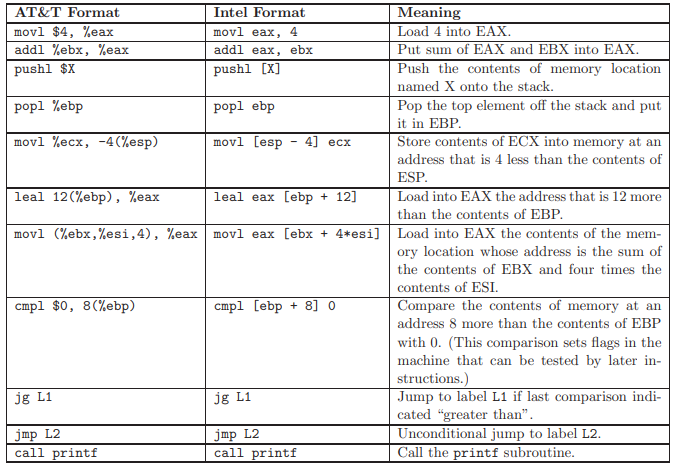 AT&T Format Intel Format Meaning
movl $4, %eax movl eax, 4 Load 4 into EAX.
addl %ebx, %eax addl eax, ebx Put sum of EAX and EBX into EAX.
pushl $X pushl [X] Push the contents of memory location
named X onto the stack.
popl %ebp popl ebp Pop the top element off the stack and put
it in EBP.
movl %ecx, -4(%esp) movl [esp - 4] ecx Store contents of ECX into memory at an
address that is 4 less than the contents of
ESP.
leal 12(%ebp), %eax leal eax [ebp + 12] Load into EAX the address that is 12 more
than the contents of EBP.
movl (%ebx,%esi,4), %eax movl eax [ebx + 4*esi] Load into EAX the contents of the mem-
ory location whose address is the sum of
the contents of EBX and four times the
contents of ESI.
cmpl $0, 8(%ebp) cmpl [ebp + 8] 0 Compare the contents of memory at an
address 8 more than the contents of EBP
with 0. (This comparison sets flags in the
machine that can be tested by later in-
structions.)
jg L1 jg L1 Jump to label L1 if last comparison indi-
cated “greater than”.
jmp L2 jmp L2 Unconditional jump to label L2.
call printf call printf Call the printf subroutine.